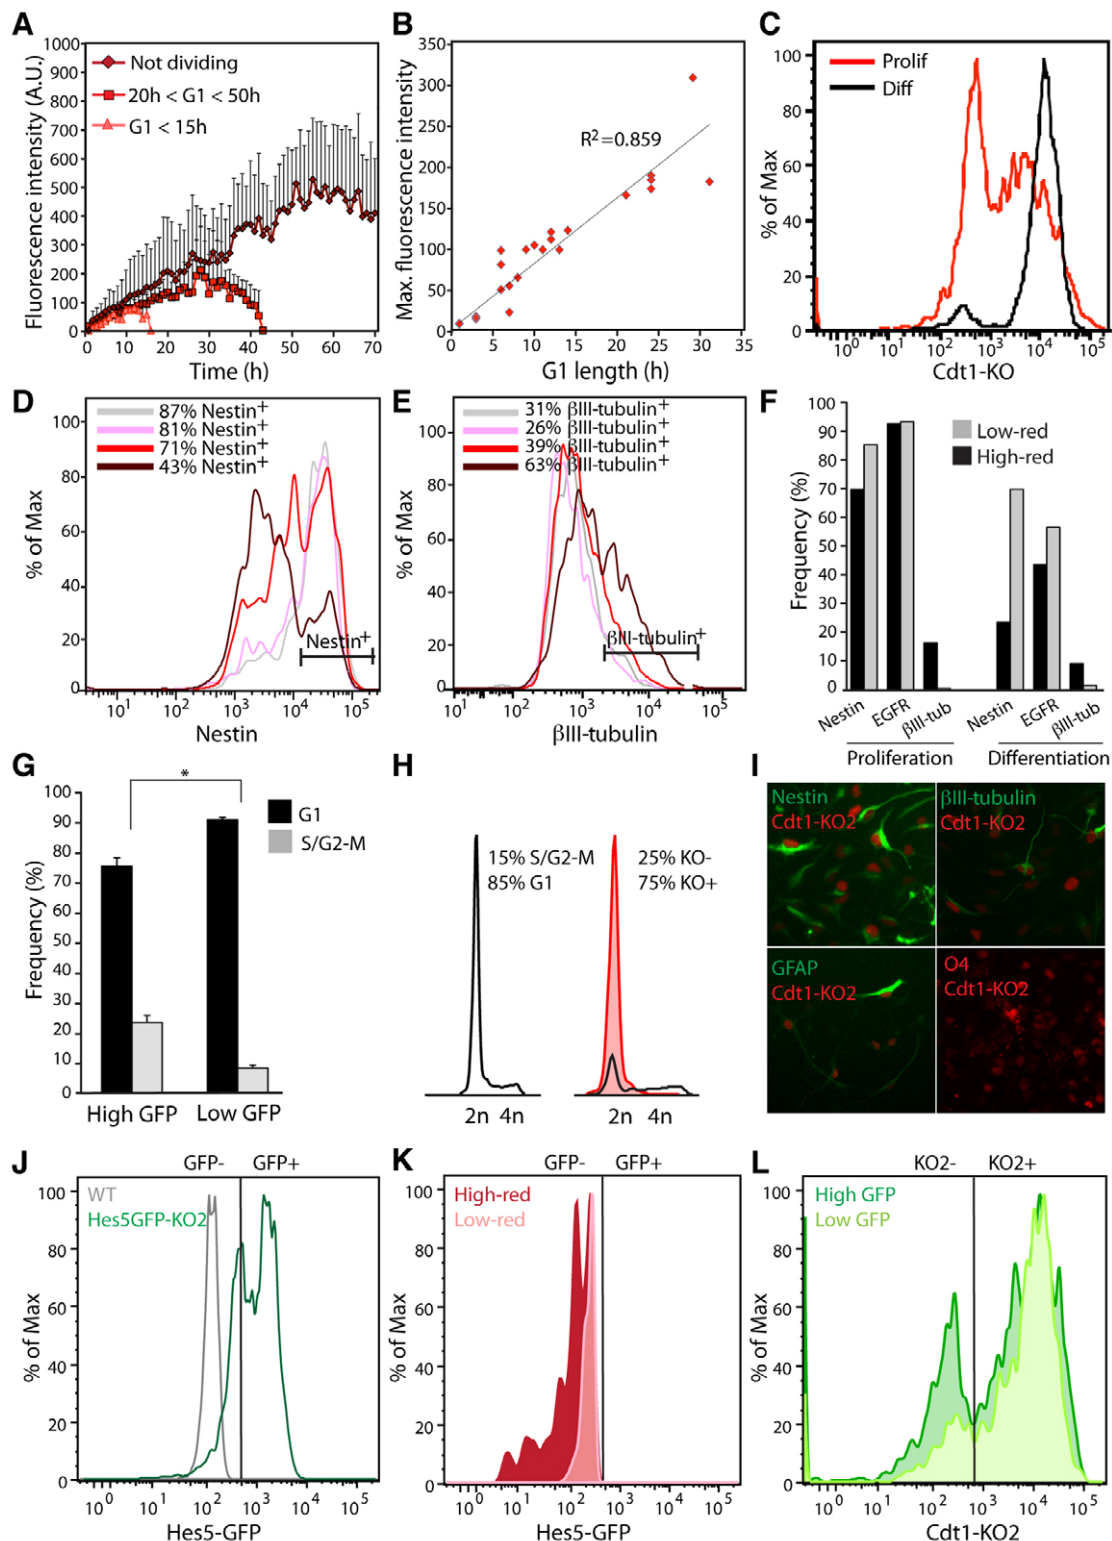 A
Fluorescence intensity (A.U.)
1000
900
800
700
600
500
400
300
200
100
0
Not dividing
20h < G1 < 50h
G1 < 15h
0 10 20 30 40 50 60 70
Time (h)
B
Max. fluorescence intensity
350
300
250
200
150
100
50
0
R²=0.859
0 5 10 15 20 25 30 35
G1 length (h)
C
% of Max
100
80
60
40
20
0
Prolif
Diff
10⁰ 10¹ 10² 10³ 10⁴ 10⁵
Cdt1-KO
D
% of Max
100
80
60
40
20
0
87% Nestin⁺
81% Nestin⁺
71% Nestin⁺
43% Nestin⁺
Nestin⁺
10¹ 10² 10³ 10⁴ 10⁵
Nestin
E
% of Max
100
80
60
40
20
0
31% βIII-tubulin⁺
26% βIII-tubulin⁺
39% βIII-tubulin⁺
63% βIII-tubulin⁺
βIII-tubulin⁺
10¹ 10² 10³ 10⁴ 10⁵
βIII-tubulin
F
Frequency (%)
100
90
80
70
60
50
40
30
20
10
0
Low-red
High-red
Nestin EGFR βIII-tub Nestin EGFR βIII-tub
Proliferation Differentiation
G
Frequency (%)
100
90
80
70
60
50
40
30
20
10
0
*
G1
S/G2-M
High GFP Low GFP
H
15% S/G2-M
85% G1
25% KO-
75% KO+
2n 4n 2n 4n
I
Nestin
Cdt1-KO2
βIII-tubulin
Cdt1-KO2
GFAP
Cdt1-KO2
O4
Cdt1-KO2
J
GFP- GFP+
% of Max
100
80
60
40
20
0
WT
Hes5GFP-KO2
10⁰ 10¹ 10² 10³ 10⁴ 10⁵
Hes5-GFP
K
GFP- GFP+
% of Max
100
80
60
40
20
0
High-red
Low-red
10⁰ 10¹ 10² 10³ 10⁴ 10⁵
Hes5-GFP
L
KO2- KO2+
% of Max
100
80
60
40
20
0
High GFP
Low GFP
10⁰ 10¹ 10² 10³ 10⁴ 10⁵
Cdt1-KO2